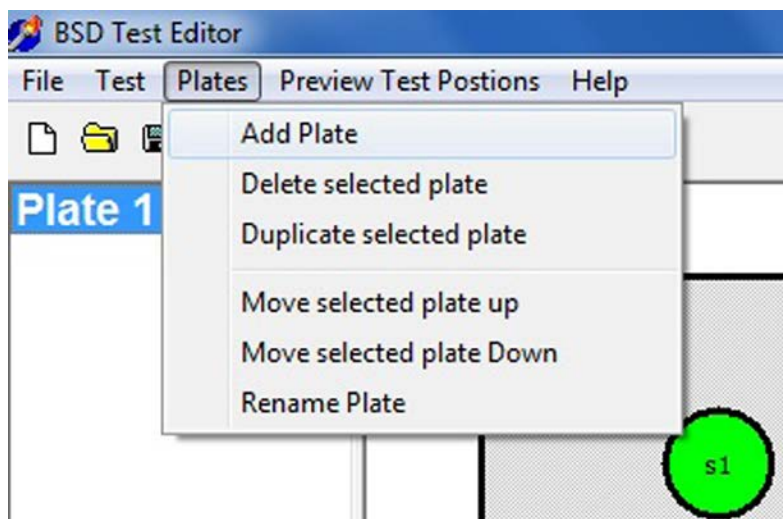 BSD Test Editor
File Test Plates Preview Test Postions Help
Add Plate
Plate 1
Delete selected plate
Duplicate selected plate
Move selected plate up
Move selected plate Down
Rename Plate
s1